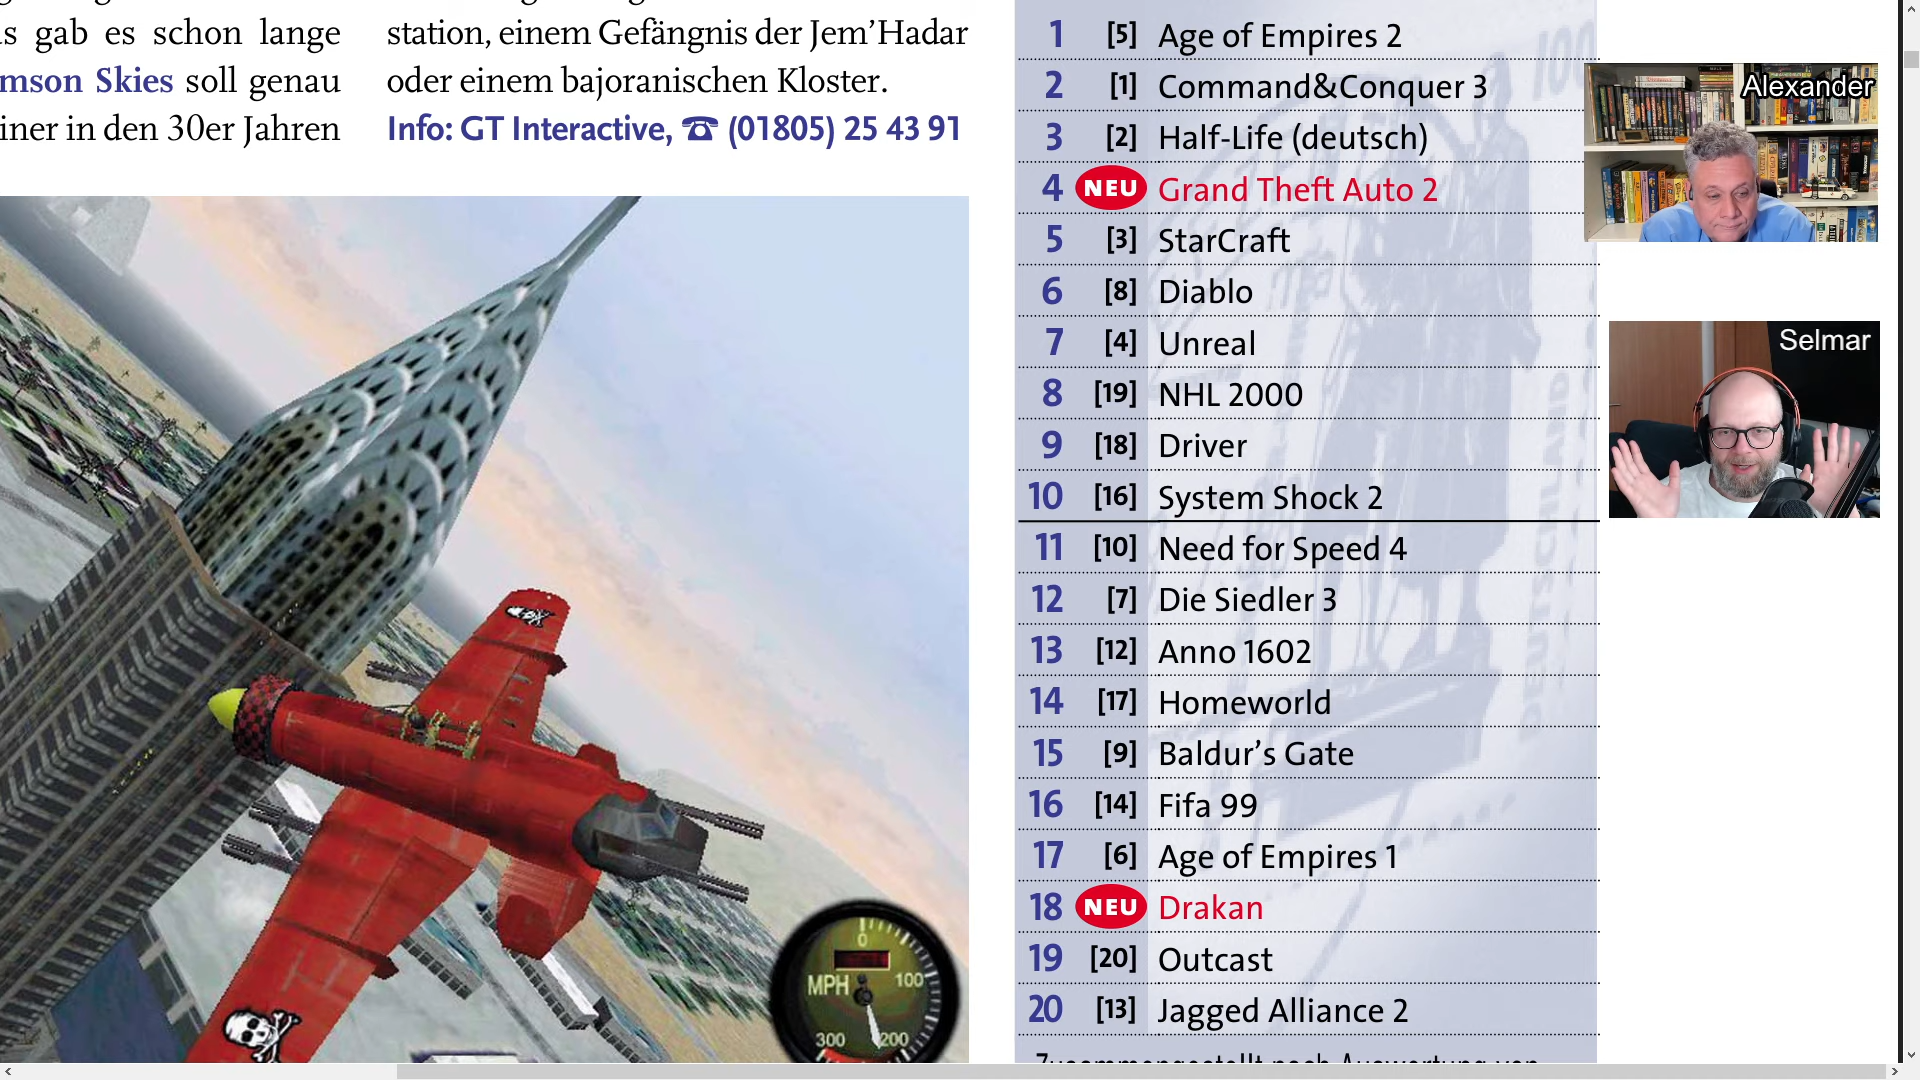 s gab es schon lange
mson Skies soll genau
iner in den 30er Jahren
station, einem Gefängnis der Jem'Hadar
oder einem bajoranischen Kloster.
Info: GT Interactive, ☎ (01805) 25 43 91
1 [5] Age of Empires 2
2 [1] Command&Conquer 3
3 [2] Half-Life (deutsch)
4 NEU Grand Theft Auto 2
5 [3] StarCraft
6 [8] Diablo
7 [4] Unreal
8 [19] NHL 2000
9 [18] Driver
10 [16] System Shock 2
11 [10] Need for Speed 4
12 [7] Die Siedler 3
13 [12] Anno 1602
14 [17] Homeworld
15 [9] Baldur's Gate
16 [14] Fifa 99
17 [6] Age of Empires 1
18 NEU Drakan
19 [20] Outcast
20 [13] Jagged Alliance 2
Alexander
Selmar
0
MPH 100
300 200